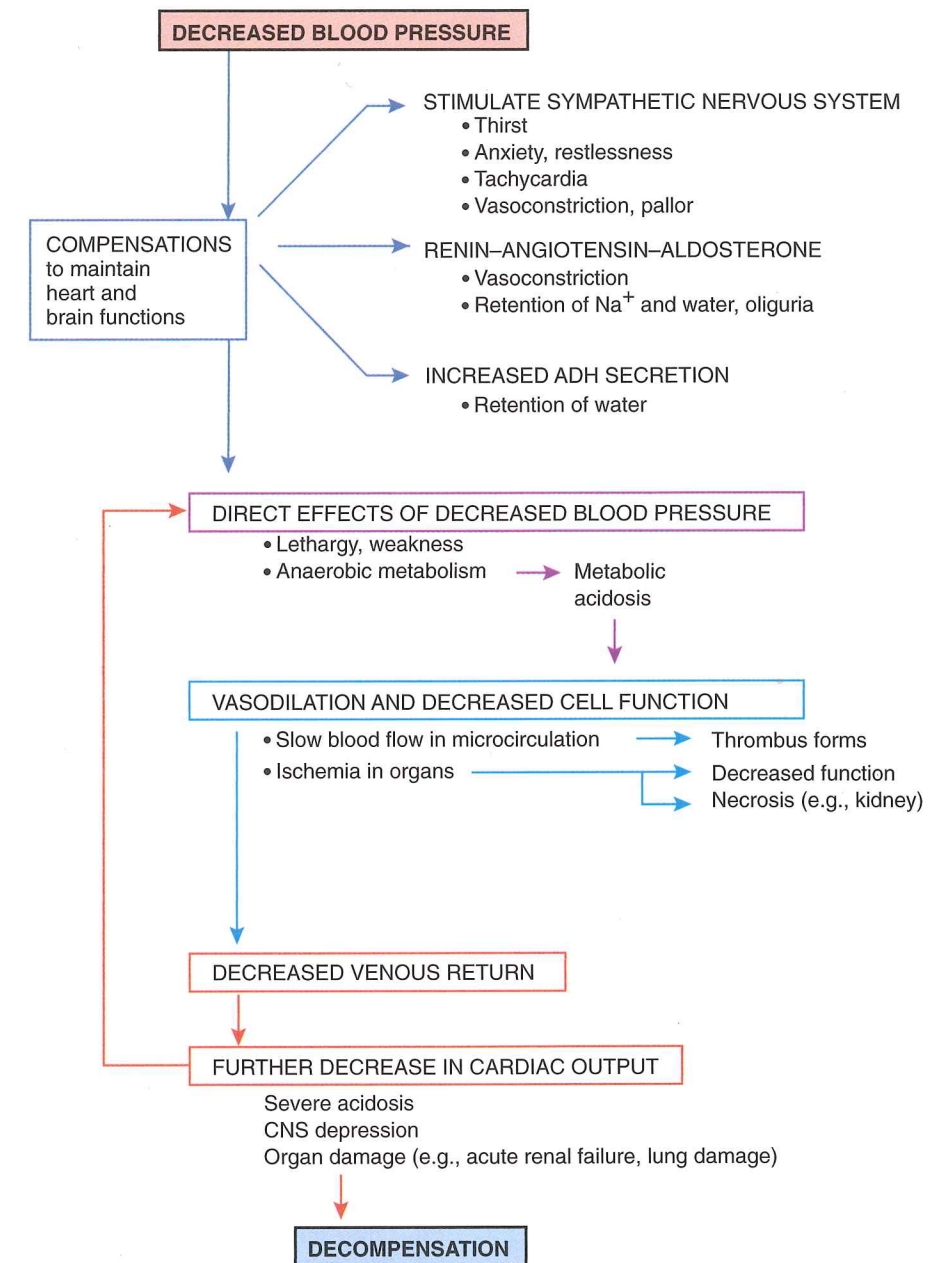 DECREASED BLOOD PRESSURE
STIMULATE SYMPATHETIC NERVOUS SYSTEM
• Thirst
• Anxiety, restlessness
• Tachycardia
• Vasoconstriction, pallor
COMPENSATIONS
to maintain
heart and
brain functions
RENIN–ANGIOTENSIN–ALDOSTERONE
• Vasoconstriction
• Retention of Na⁺ and water, oliguria
INCREASED ADH SECRETION
• Retention of water
DIRECT EFFECTS OF DECREASED BLOOD PRESSURE
• Lethargy, weakness
• Anaerobic metabolism
Metabolic
acidosis
VASODILATION AND DECREASED CELL FUNCTION
• Slow blood flow in microcirculation
Thrombus forms
• Ischemia in organs
Decreased function
Necrosis (e.g., kidney)
DECREASED VENOUS RETURN
FURTHER DECREASE IN CARDIAC OUTPUT
Severe acidosis
CNS depression
Organ damage (e.g., acute renal failure, lung damage)
DECOMPENSATION